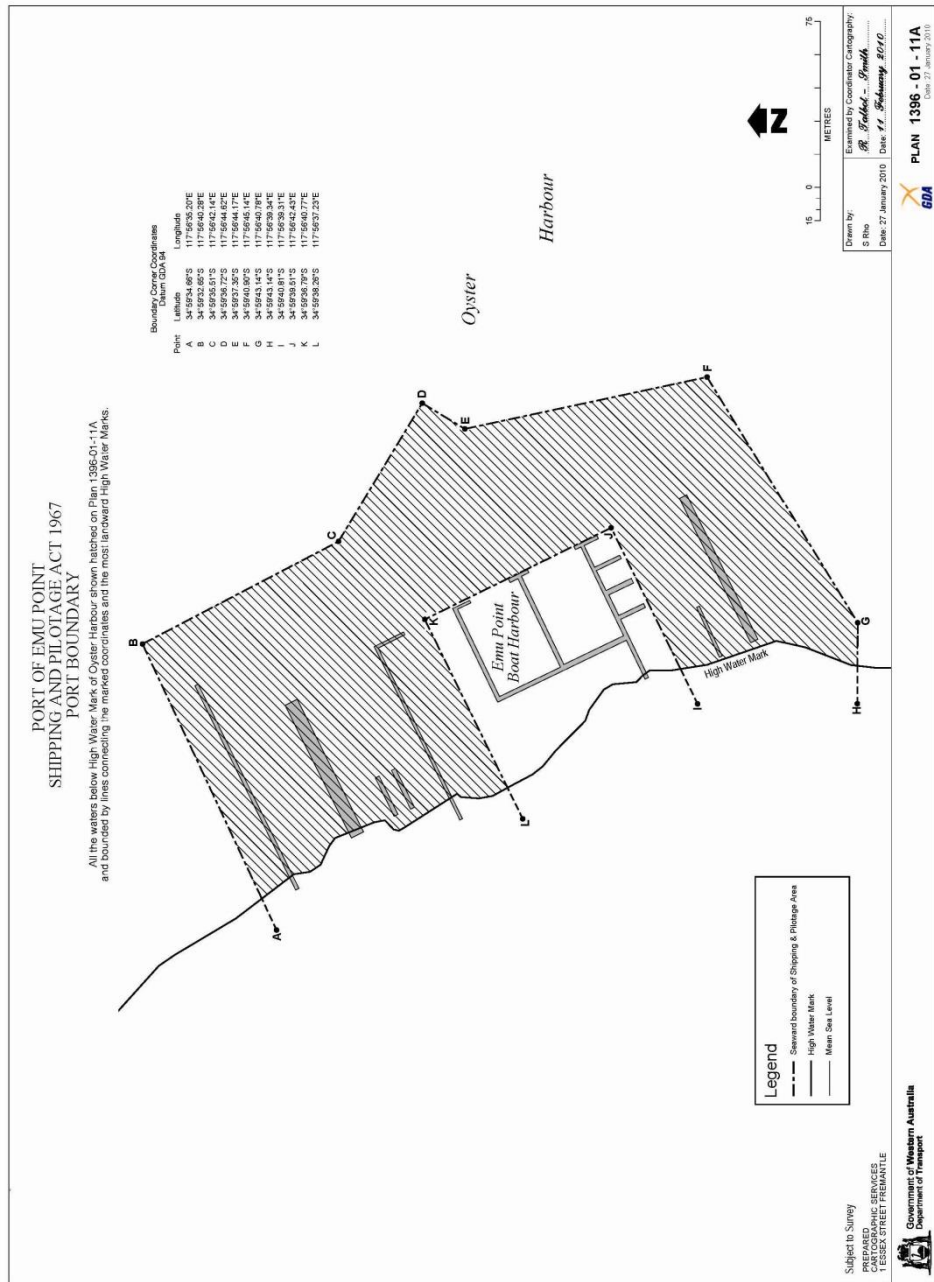 PORT OF EMU POINT
SHIPPING AND PILOTAGE ACT 1967
PORT BOUNDARY
All the waters below High Water Mark of Oyster Harbour shown hatched on Plan 1396-01-11A
and bounded by lines connecting the marked coordinates and the most landward High Water Marks.
Boundary Corner Coordinates
Datum GDA 94
Point Latitude Longitude
A 34°59'34.66"S 117°56'35.20"E
B 34°59'32.65"S 117°56'40.28"E
C 34°59'35.51"S 117°56'42.14"E
D 34°59'36.72"S 117°56'44.62"E
E 34°59'37.35"S 117°56'44.17"E
F 34°59'40.90"S 117°56'45.14"E
G 34°59'43.14"S 117°56'40.78"E
H 34°59'43.14"S 117°56'39.34"E
I 34°59'40.81"S 117°56'39.31"E
J 34°59'39.51"S 117°56'42.43"E
K 34°59'36.79"S 117°56'40.77"E
L 34°59'38.26"S 117°56'37.23"E
B
C
D
E
A
K
J
F
L
I
H
G
Emu Point
Boat Harbour
High Water Mark
Oyster
Harbour
N
15 0 75
METRES
Legend
Seaward boundary of Shipping & Pilotage Area
High Water Mark
Mean Sea Level
Subject to Survey
PREPARED
CARTOGRAPHIC SERVICES
1 ESSEX STREET FREMANTLE
Government of Western Australia
Department of Transport
Drawn by:
S Rho
Date: 27 January 2010
Examined by Coordinator Cartography:
R. Talbot - Smith
Date: 11 February 2010
GDA
PLAN 1396 - 01 - 11A
Date: 27 January 2010